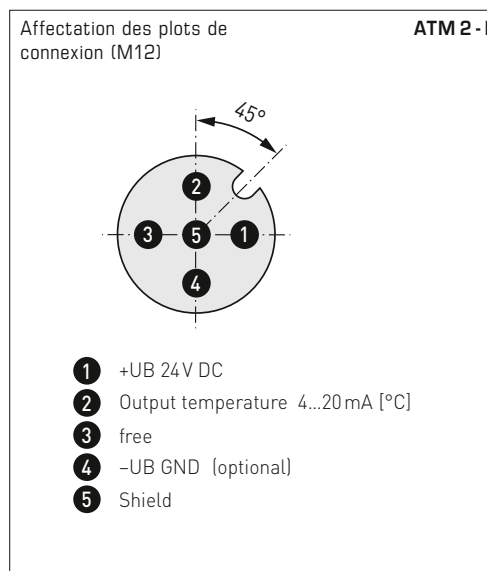 Affectation des plots de
connexion (M12)
ATM 2 -
45°
2
3 5 1
4
1 +UB 24 V DC
2 Output temperature 4...20 mA [°C]
3 free
4 –UB GND (optional)
5 Shield